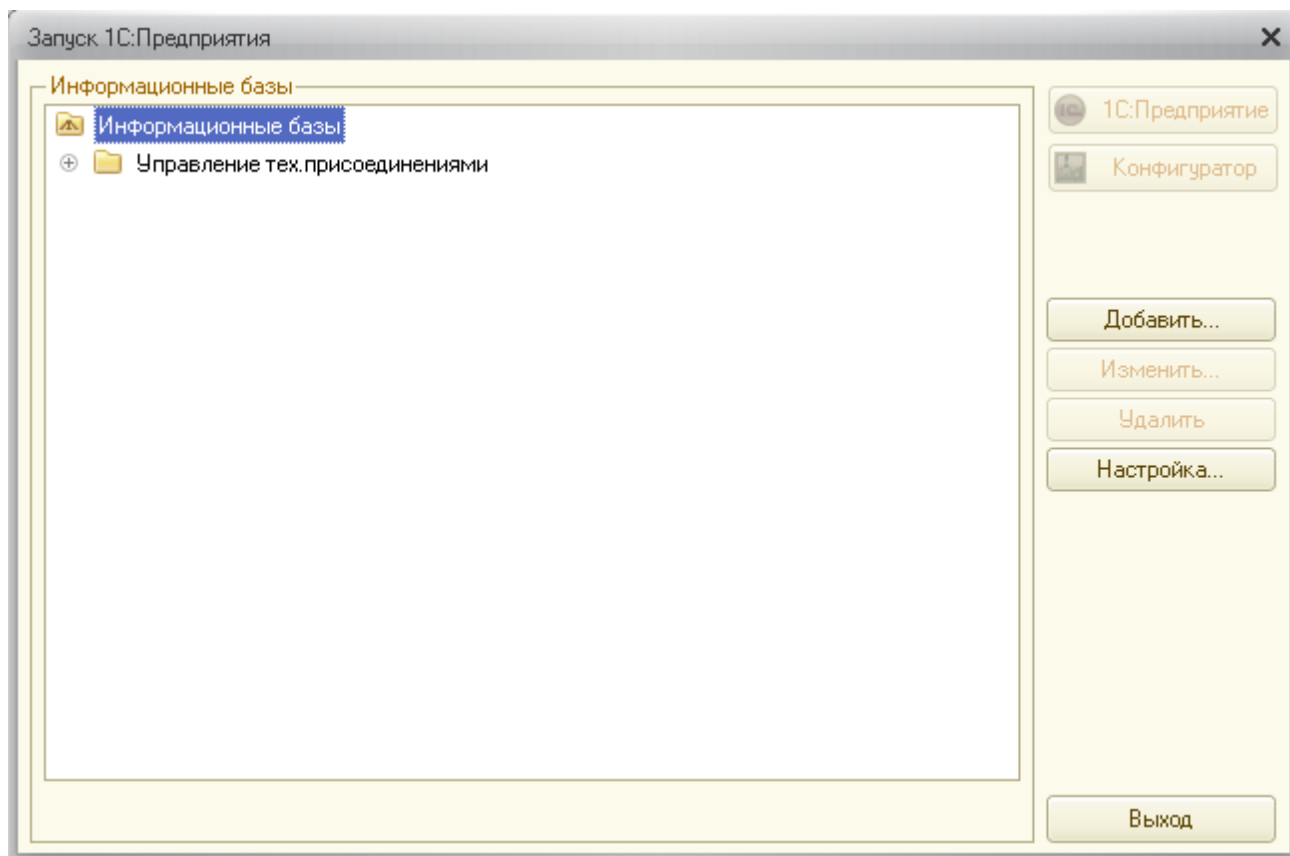 Запуск 1С:Предприятия
Информационные базы
Информационные базы
Управление тех.присоединениями
1С:Предприятие
Конфигуратор
Добавить...
Изменить...
Удалить
Настройка...
Выход